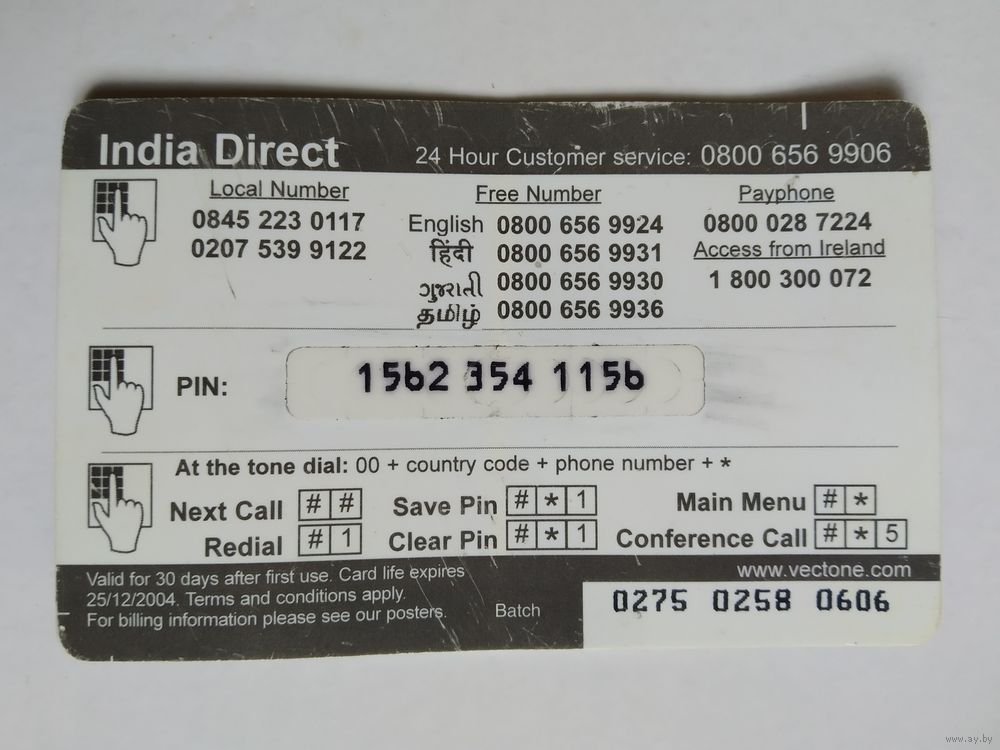 India Direct 24 Hour Customer service: 0800 656 9906
Local Number
0845 223 0117
0207 539 9122
Free Number
English 0800 656 9924
हिंदी 0800 656 9931
ગુજરાતી 0800 656 9930
தமிழ் 0800 656 9936
Payphone
0800 028 7224
Access from Ireland
1 800 300 072
PIN: 1562 354 1156
At the tone dial: 00 + country code + phone number + *
Next Call # # Save Pin # * 1 Main Menu # *
Redial # 1 Clear Pin # * 1 Conference Call # * 5
Valid for 30 days after first use. Card life expires
25/12/2004. Terms and conditions apply.
For billing information please see our posters.
Batch
www.vectone.com
0275 0258 0606
www.ay.by